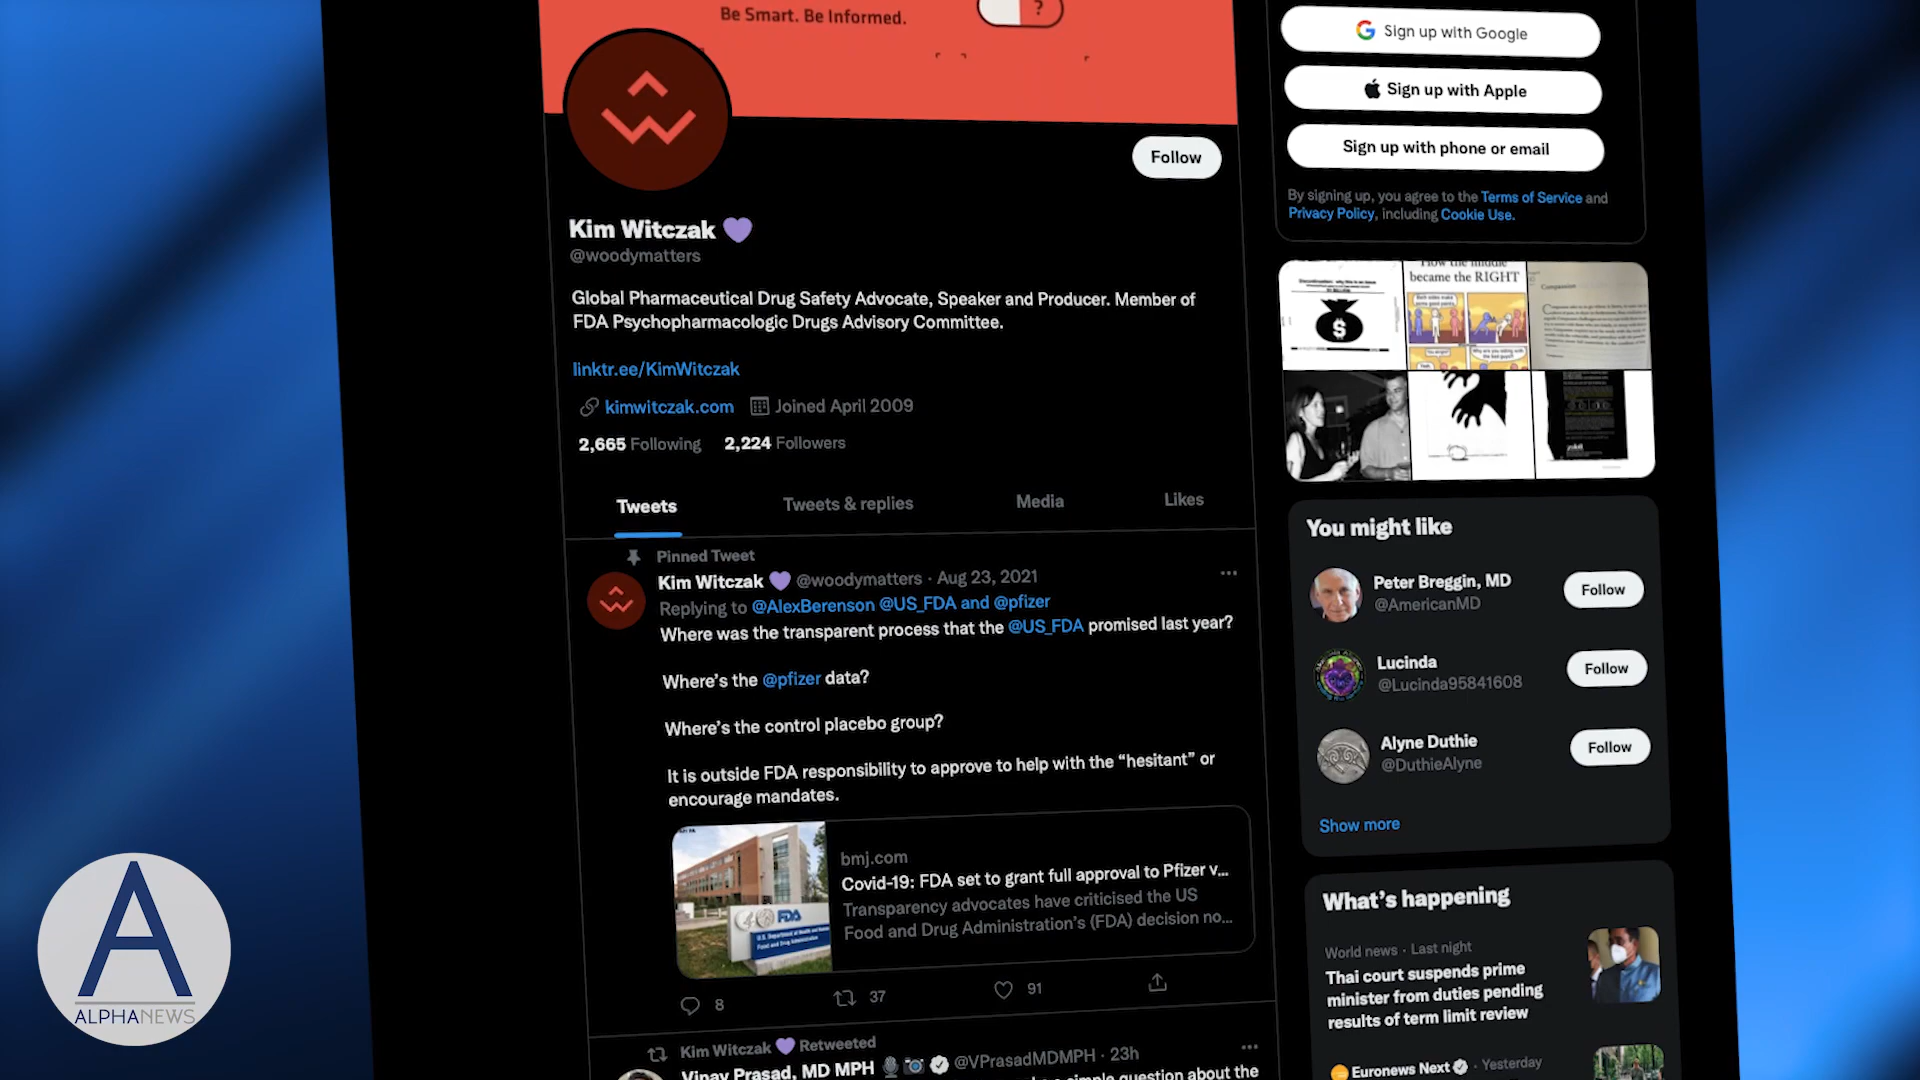 Be Smart. Be Informed.
?
Follow
Kim Witczak 💜
@woodymatters
Global Pharmaceutical Drug Safety Advocate, Speaker and Producer. Member of
FDA Psychopharmacologic Drugs Advisory Committee.
linktr.ee/KimWitczak
kimwitczak.com Joined April 2009
2,665 Following 2,224 Followers
Tweets Tweets & replies Media Likes
Pinned Tweet
Kim Witczak 💜 @woodymatters · Aug 23, 2021
Replying to @AlexBerenson @US_FDA and @pfizer
Where was the transparent process that the @US_FDA promised last year?
Where's the @pfizer data?
Where's the control placebo group?
It is outside FDA responsibility to approve to help with the “hesitant” or
encourage mandates.
FDA
bmj.com
Covid-19: FDA set to grant full approval to Pfizer v...
Transparency advocates have criticised the US
Food and Drug Administration's (FDA) decision no...
8 37 91
Kim Witczak 💜 Retweeted
Vinay Prasad, MD MPH @VPrasadMDMPH · 23h
simple question about the
Sign up with Google
Sign up with Apple
Sign up with phone or email
By signing up, you agree to the Terms of Service and
Privacy Policy, including Cookie Use.
How the middle
became the RIGHT
Compassion
You might like
Peter Breggin, MD
@AmericanMD
Follow
Lucinda
@Lucinda95841608
Follow
Alyne Duthie
@DuthieAlyne
Follow
Show more
What's happening
World news · Last night
Thai court suspends prime
minister from duties pending
results of term limit review
Euronews Next · Yesterday
A
ALPHANEWS